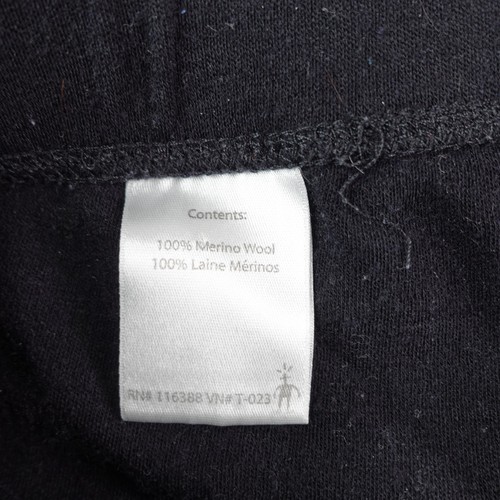 Contents:
100% Merino Wool
100% Laine Mérinos
RN# 116388 VN# T-023